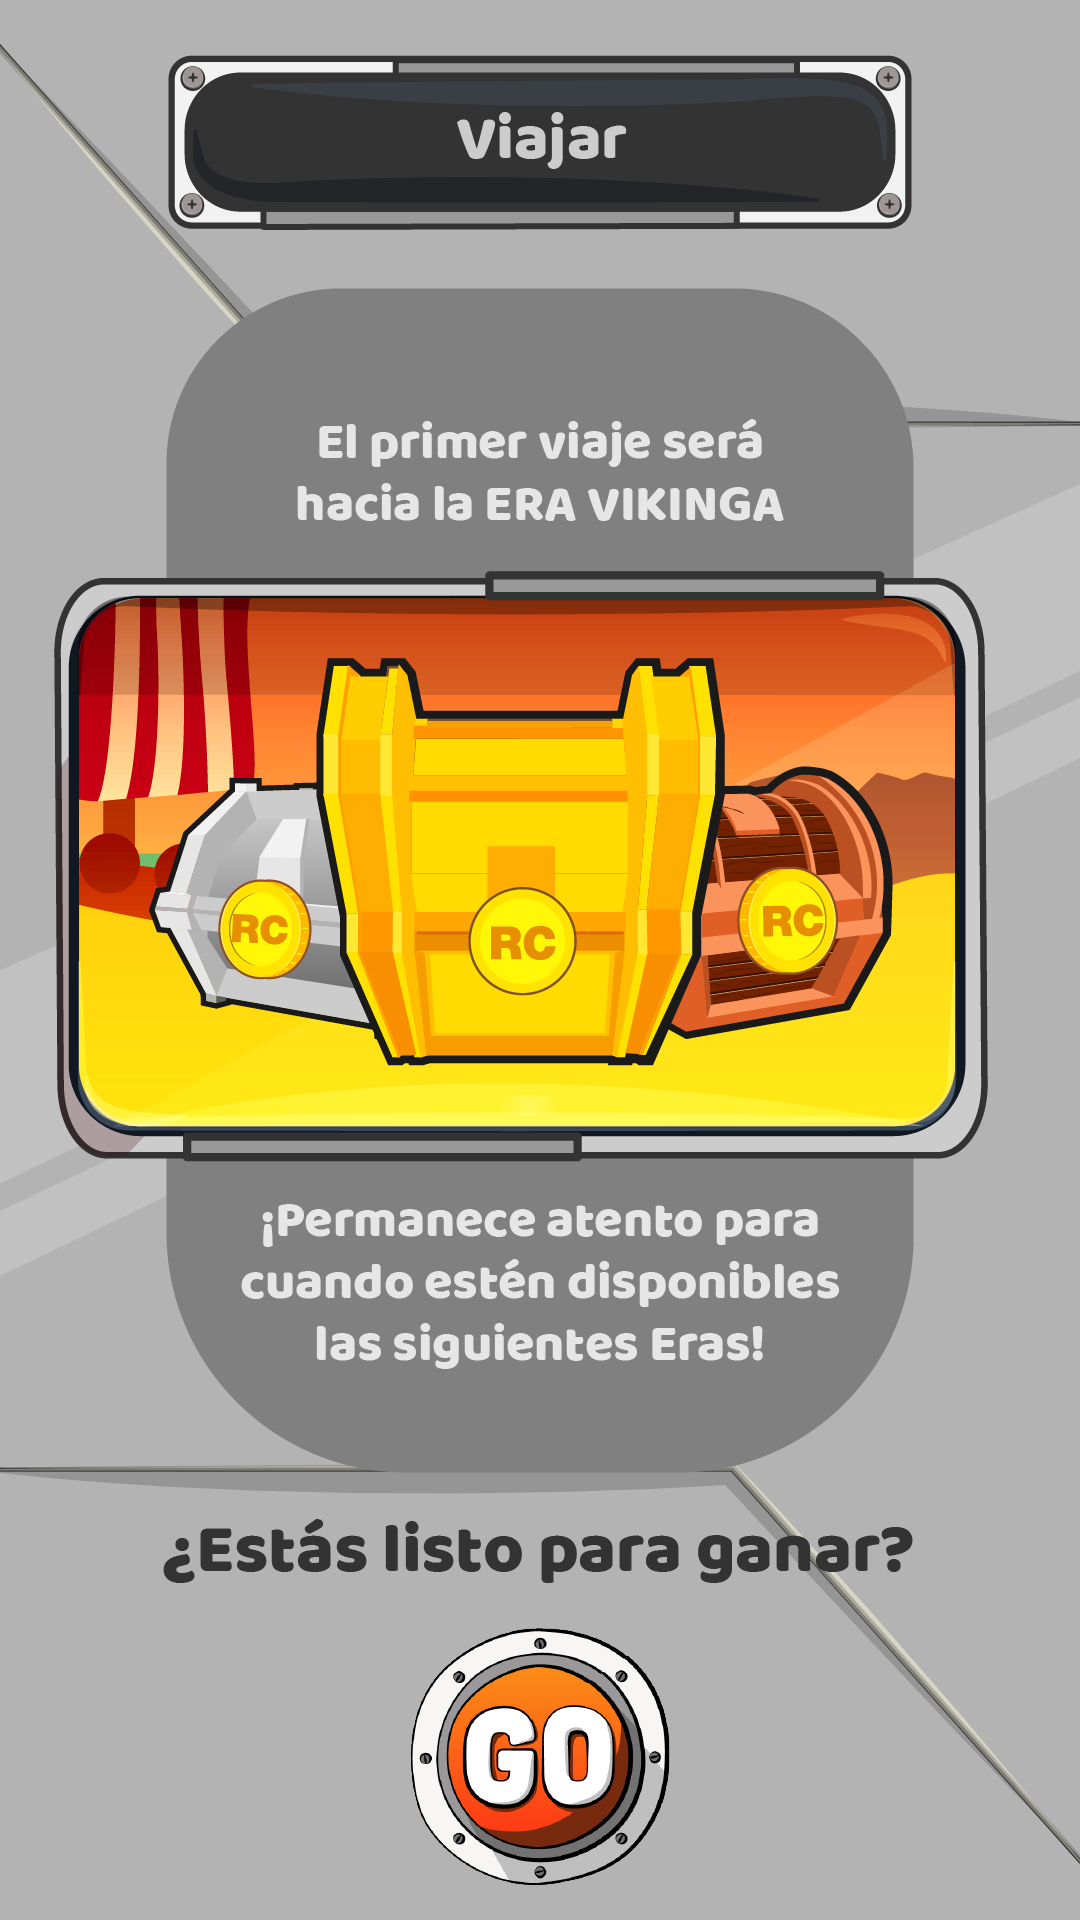 Viajar
El primer viaje será
hacia la ERA VIKINGA
RC
RC
RC
¡Permanece atento para
cuando estén disponibles
las siguientes Eras!
¿Estás listo para ganar?
GO